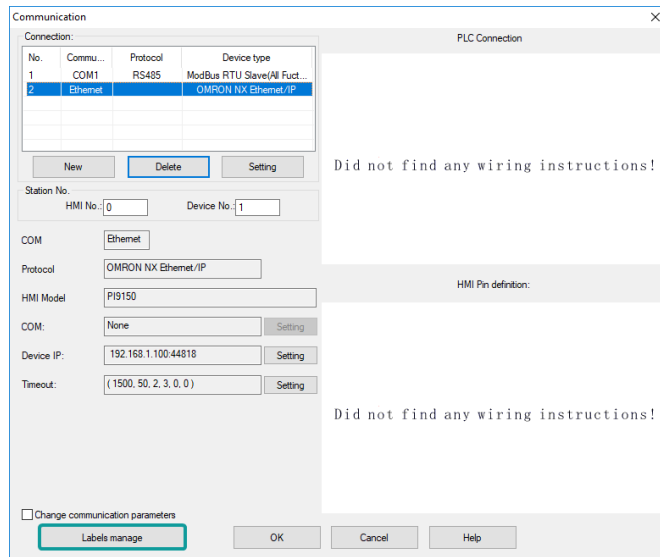 Communication
Connection:
No. Commu... Protocol Device type
1 COM1 RS485 ModBus RTU Slave(All Fuct...
2 Ethernet OMRON NX Ethernet/IP
New Delete Setting
Station No.
HMI No.: 0 Device No.: 1
COM Ethernet
Protocol OMRON NX Ethernet/IP
HMI Model PI9150
COM: None Setting
Device IP: 192.168.1.100:44818 Setting
Timeout: ( 1500, 50, 2, 3, 0, 0 ) Setting
Change communication parameters
Labels manage OK Cancel Help
PLC Connection
Did not find any wiring instructions!
HMI Pin definition:
Did not find any wiring instructions!